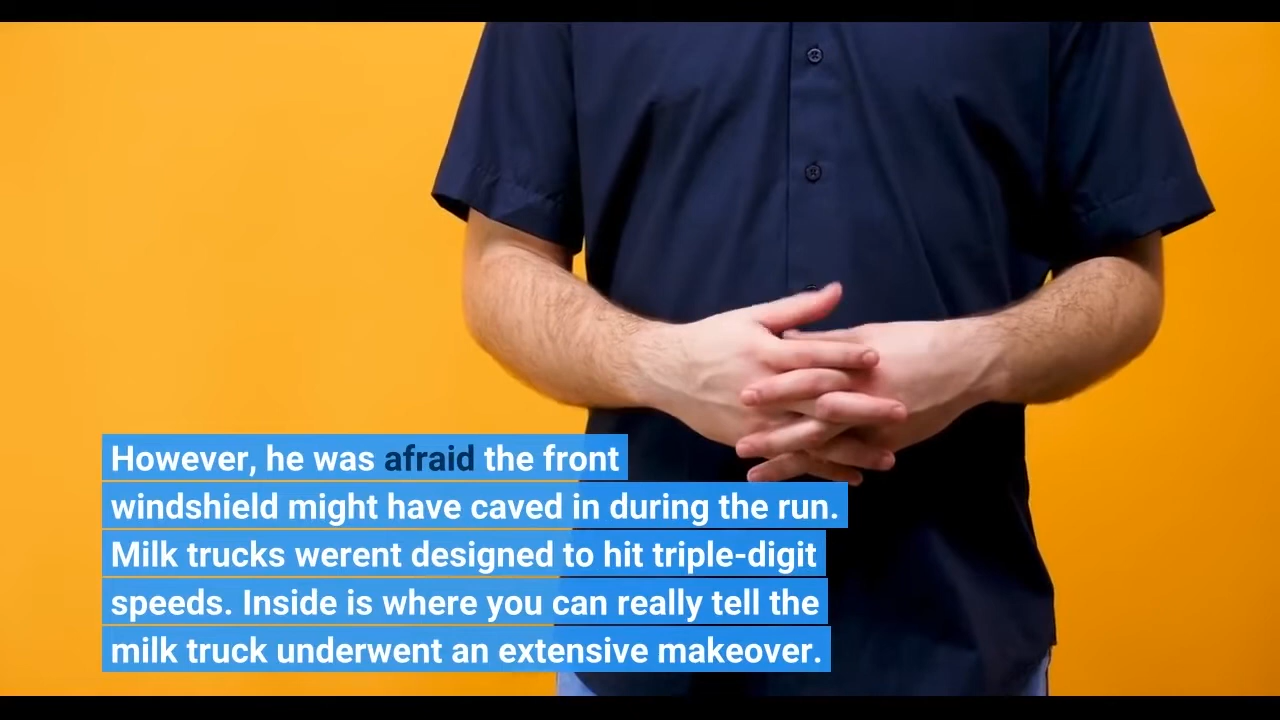 However, he was afraid the front
windshield might have caved in during the run.
Milk trucks werent designed to hit triple-digit
speeds. Inside is where you can really tell the
milk truck underwent an extensive makeover.